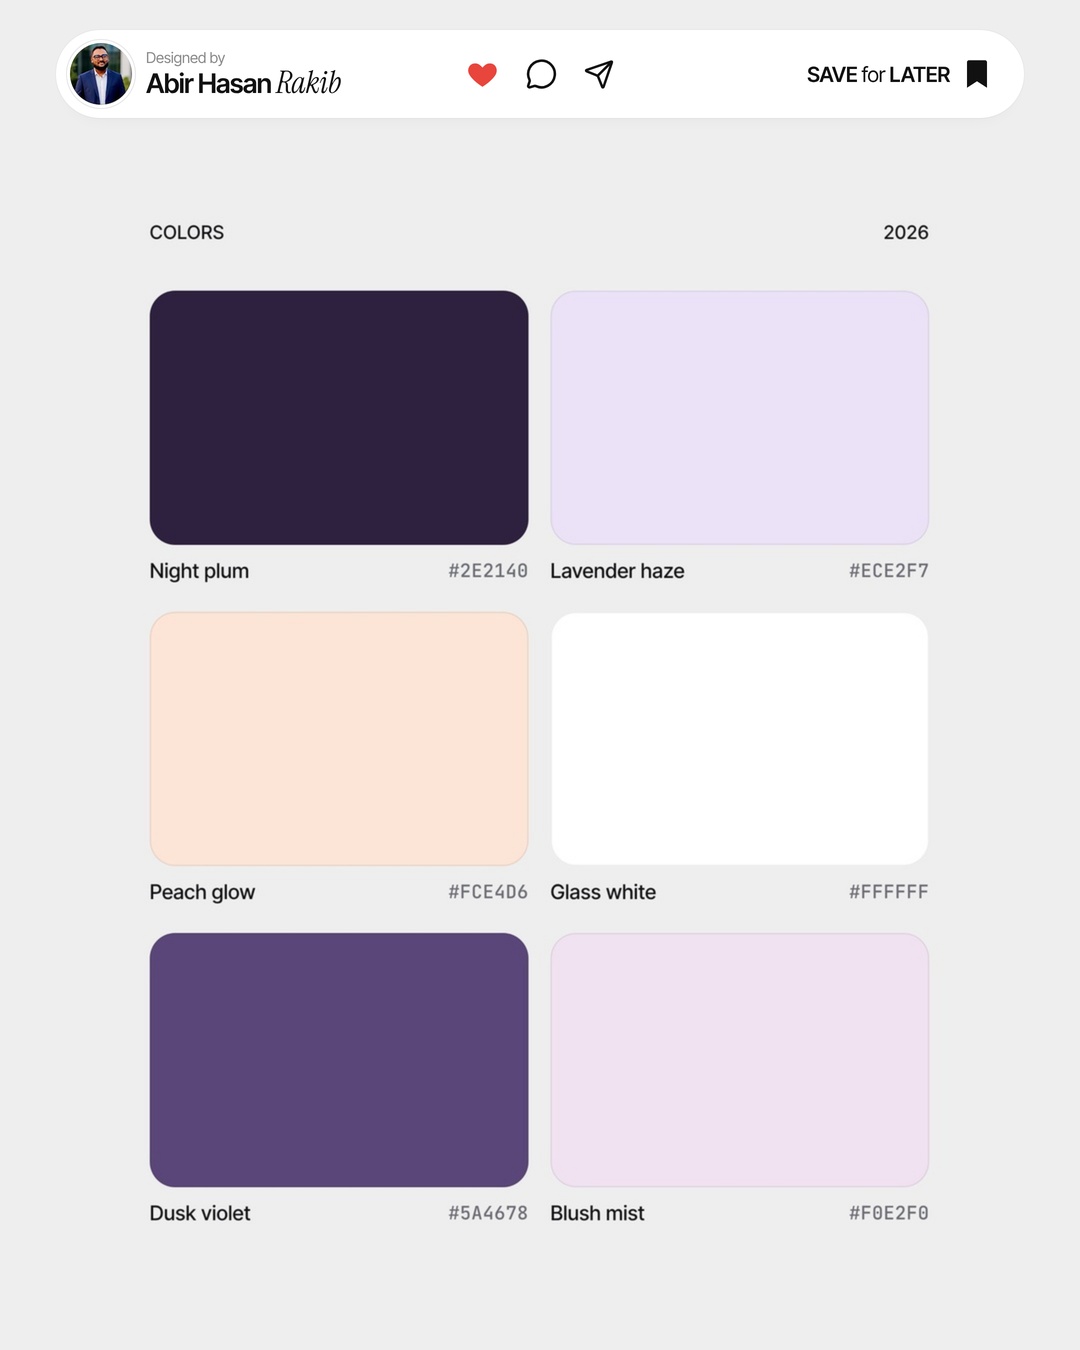 Designed by
Abir Hasan Rakib
SAVE for LATER
COLORS 2026
Night plum #2E2140 Lavender haze #ECE2F7
Peach glow #FCE4D6 Glass white #FFFFFF
Dusk violet #5A4678 Blush mist #F0E2F0